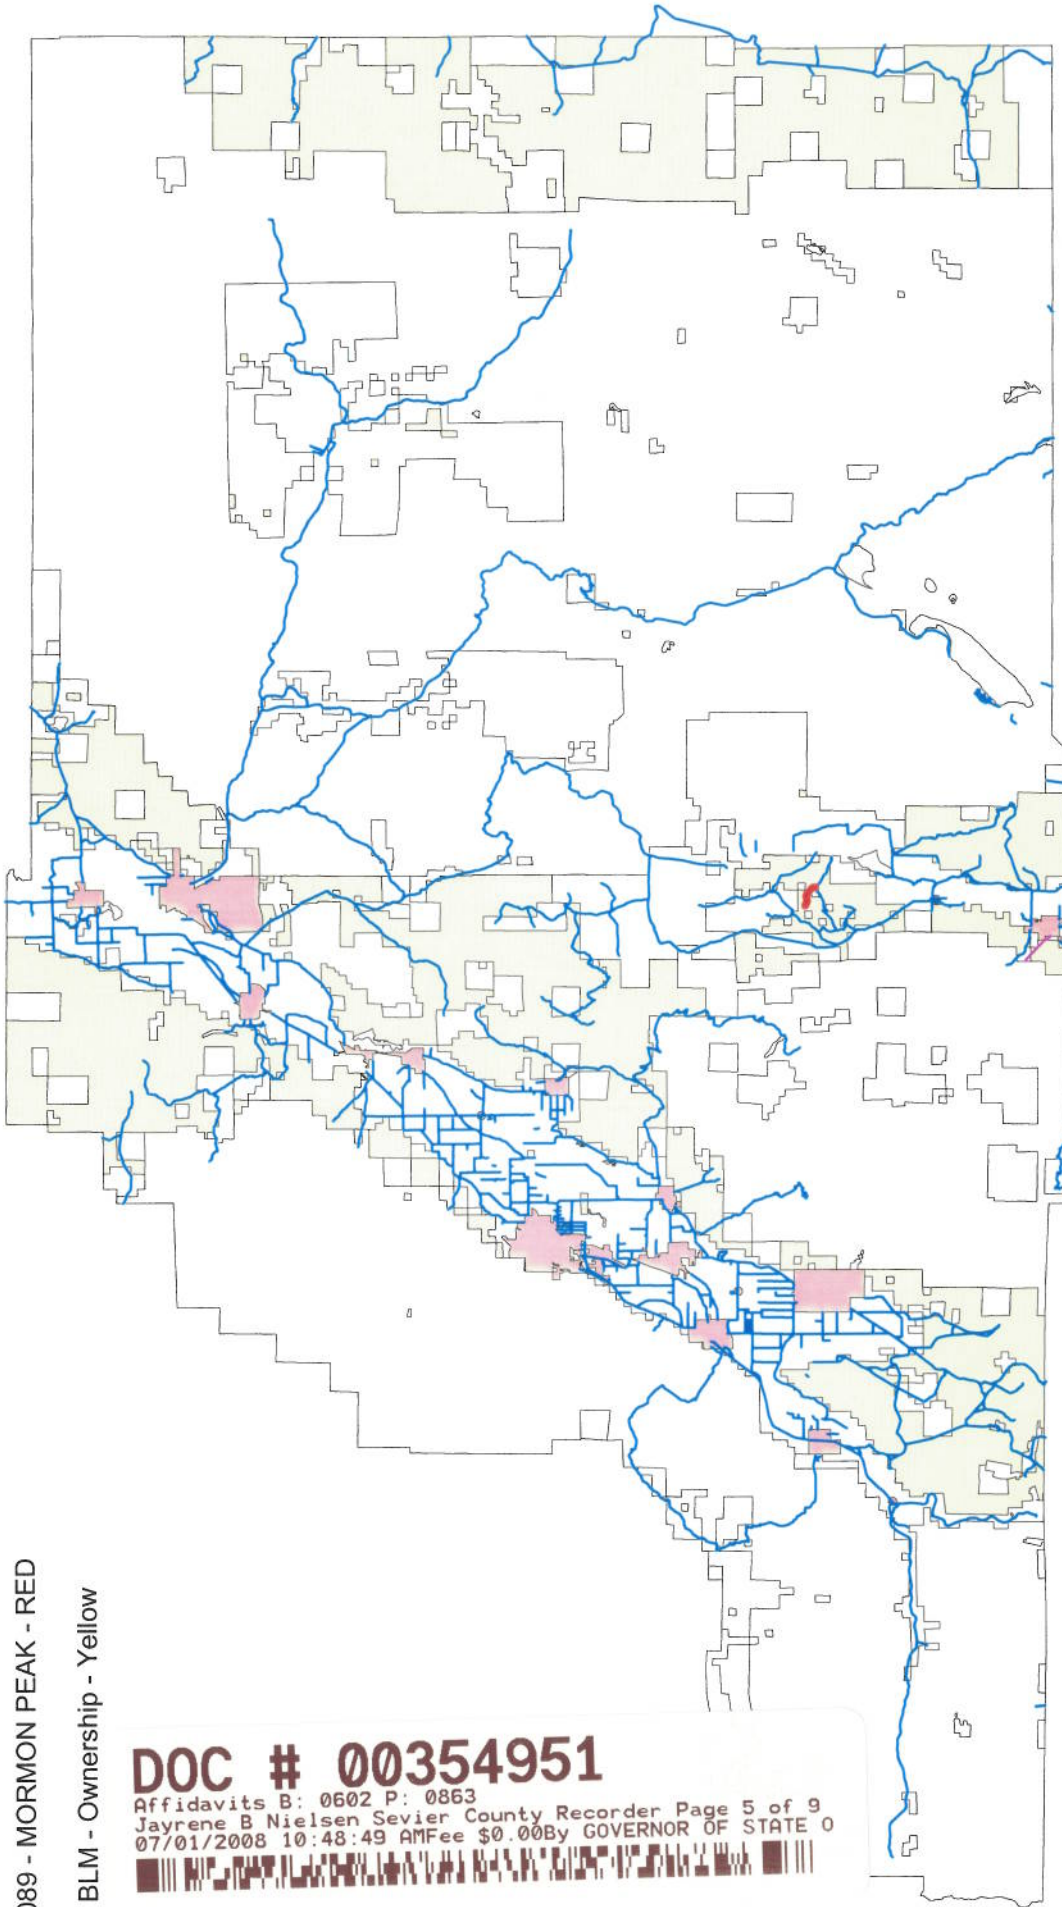 089 - MORMON PEAK - RED
BLM - Ownership - Yellow
DOC # 00354951
Affidavits B: 0602 P: 0863
Jayrene B Nielsen Sevier County Recorder Page 5 of 9
07/01/2008 10:48:49 AMFee $0.00By GOVERNOR OF STATE O